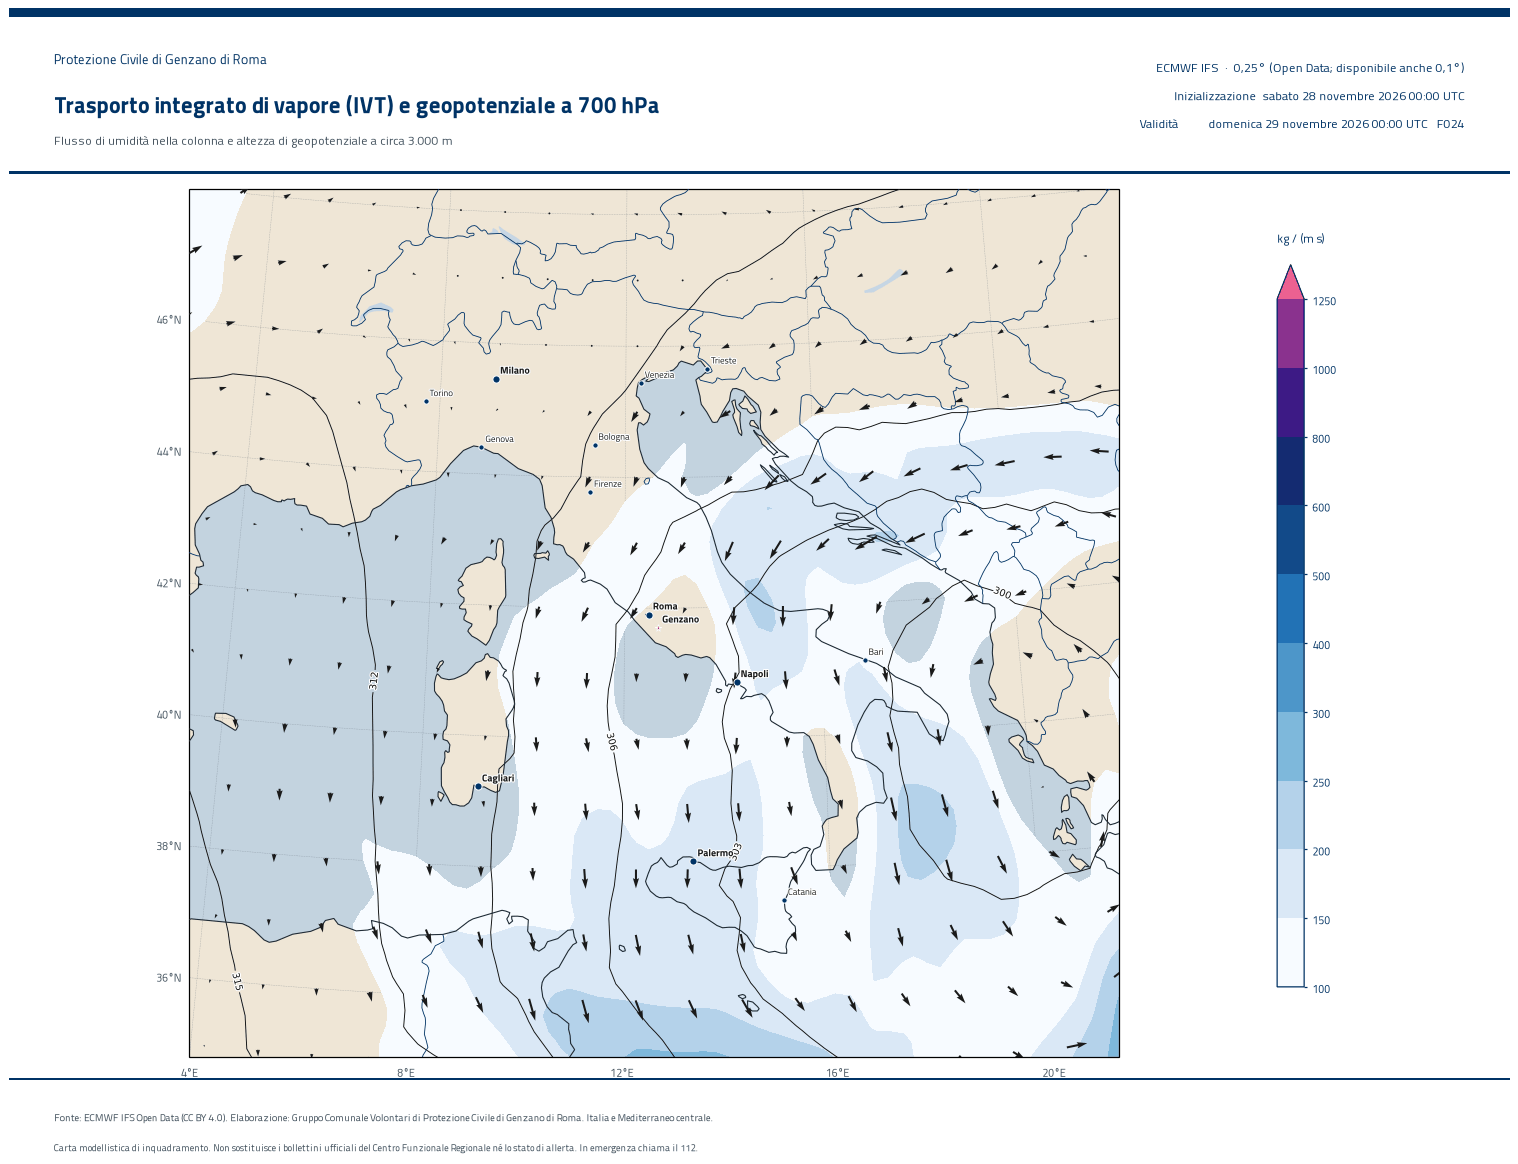 Protezione Civile di Genzano di Roma
Trasporto integrato di vapore (IVT) e geopotenziale a 700 hPa
Flusso di umidità nella colonna e altezza di geopotenziale a circa 3.000 m
ECMWF IFS · 0,25° (Open Data; disponibile anche 0,1°)
Inizializzazione sabato 28 novembre 2026 00:00 UTC
Validità domenica 29 novembre 2026 00:00 UTC F024
kg / (m s)
1250
1000
800
600
500
400
300
250
200
150
100
46°N
44°N
42°N
40°N
38°N
36°N
4°E
8°E
12°E
16°E
20°E
Trieste
Milano
Venezia
Torino
Bologna
Genova
Firenze
300
Roma
Genzano
Bari
Napoli
312
306
Cagliari
303
Palermo
Catania
315
Fonte: ECMWF IFS Open Data (CC BY 4.0). Elaborazione: Gruppo Comunale Volontari di Protezione Civile di Genzano di Roma. Italia e Mediterraneo centrale.
Carta modellistica di inquadramento. Non sostituisce i bollettini ufficiali del Centro Funzionale Regionale né lo stato di allerta. In emergenza chiama il 112.